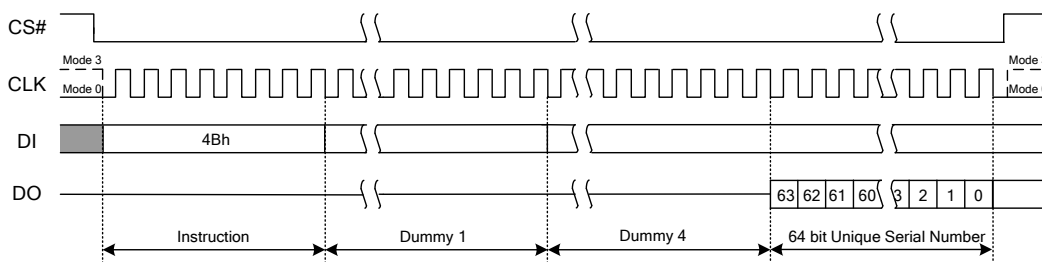 CS#
Mode 3
Mode
CLK
Mode 0
Mode
DI
4Bh
DO
63 62 61 60 3 2 1 0
Instruction
Dummy 1
Dummy 4
64 bit Unique Serial Number